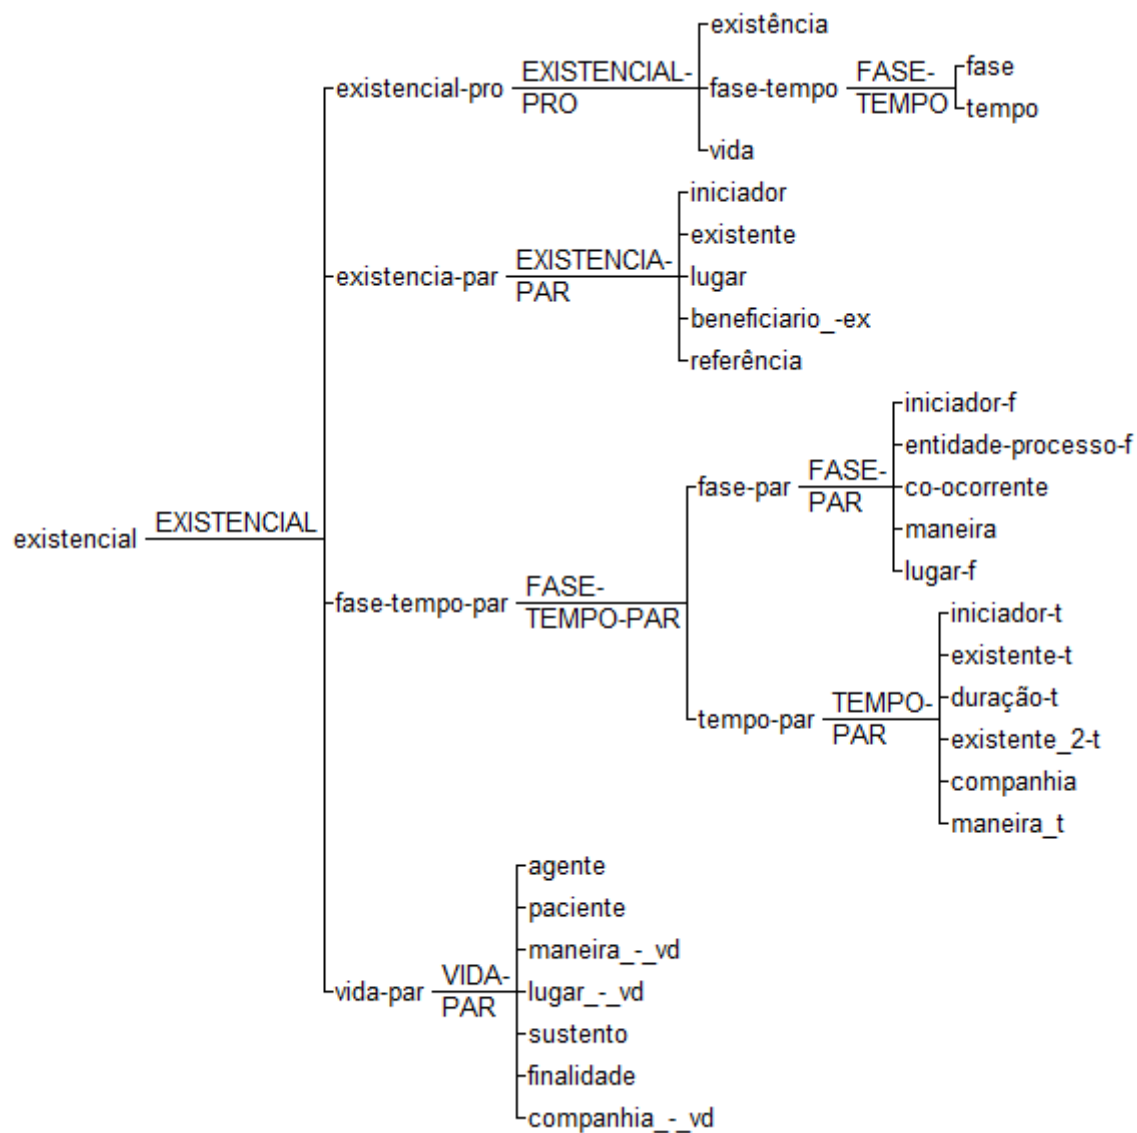 existencial
EXISTENCIAL
existencial-pro
EXISTENCIAL-
PRO
existência
fase-tempo
FASE-
TEMPO
fase
tempo
vida
existencia-par
EXISTENCIA-
PAR
iniciador
existente
lugar
beneficiario_-ex
referência
fase-tempo-par
FASE-
TEMPO-PAR
fase-par
FASE-
PAR
iniciador-f
entidade-processo-f
co-ocorrente
maneira
lugar-f
tempo-par
TEMPO-
PAR
iniciador-t
existente-t
duração-t
existente_2-t
companhia
maneira_t
vida-par
VIDA-
PAR
agente
paciente
maneira_-_vd
lugar_-_vd
sustento
finalidade
companhia_-_vd